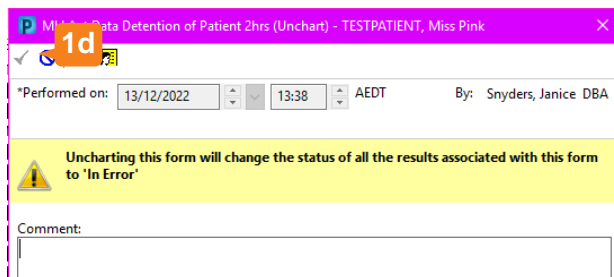 P M Data Detention of Patient 2hrs (Unchart) - TESTPATIENT, Miss Pink
1d
*Performed on: 13/12/2022 13:38 AEDT By: Snyders, Janice DBA
Uncharting this form will change the status of all the results associated with this form
to 'In Error'
Comment: